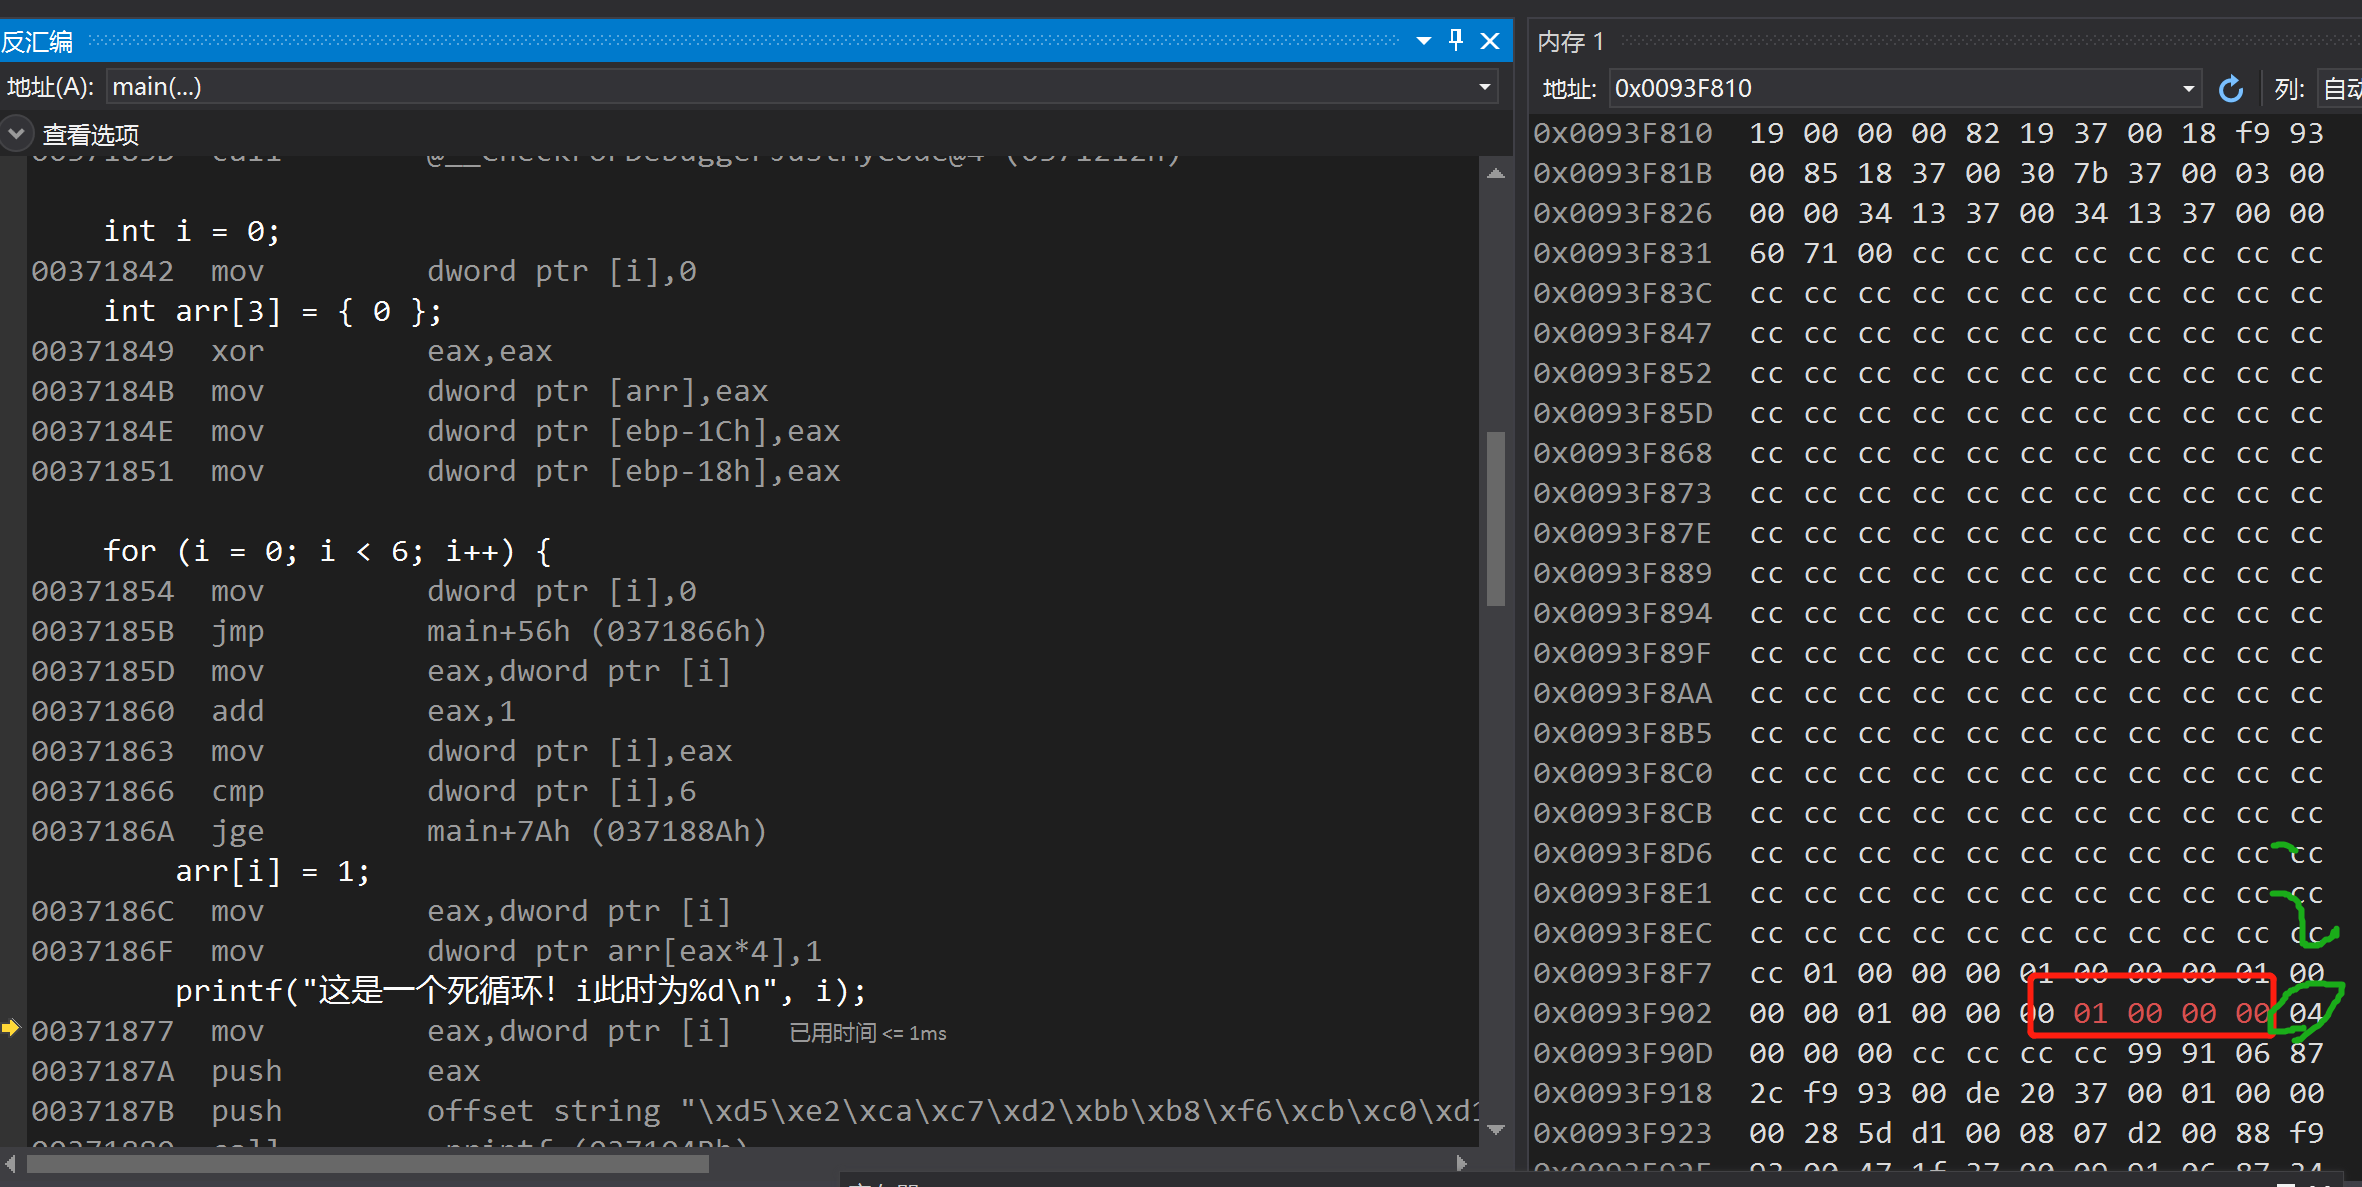 反汇编
地址(A): main(...)
查看选项
int i = 0;
00371842 mov dword ptr [i],0
int arr[3] = { 0 };
00371849 xor eax,eax
0037184B mov dword ptr [arr],eax
0037184E mov dword ptr [ebp-1Ch],eax
00371851 mov dword ptr [ebp-18h],eax
for (i = 0; i < 6; i++) {
00371854 mov dword ptr [i],0
0037185B jmp main+56h (0371866h)
0037185D mov eax,dword ptr [i]
00371860 add eax,1
00371863 mov dword ptr [i],eax
00371866 cmp dword ptr [i],6
0037186A jge main+7Ah (037188Ah)
arr[i] = 1;
0037186C mov eax,dword ptr [i]
0037186F mov dword ptr arr[eax*4],1
printf("这是一个死循环！i此时为%d\n", i);
00371877 mov eax,dword ptr [i] 已用时间 <= 1ms
0037187A push eax
0037187B push offset string "\xd5\xe2\xca\xc7\xd2\xbb\xb8\xf6\xcb\xc0\xd1
内存 1
地址: 0x0093F810 列: 自动
0x0093F810 19 00 00 00 82 19 37 00 18 f9 93
0x0093F81B 00 85 18 37 00 30 7b 37 00 03 00
0x0093F826 00 00 34 13 37 00 34 13 37 00 00
0x0093F831 60 71 00 cc cc cc cc cc cc cc cc
0x0093F83C cc cc cc cc cc cc cc cc cc cc cc
0x0093F847 cc cc cc cc cc cc cc cc cc cc cc
0x0093F852 cc cc cc cc cc cc cc cc cc cc cc
0x0093F85D cc cc cc cc cc cc cc cc cc cc cc
0x0093F868 cc cc cc cc cc cc cc cc cc cc cc
0x0093F873 cc cc cc cc cc cc cc cc cc cc cc
0x0093F87E cc cc cc cc cc cc cc cc cc cc cc
0x0093F889 cc cc cc cc cc cc cc cc cc cc cc
0x0093F894 cc cc cc cc cc cc cc cc cc cc cc
0x0093F89F cc cc cc cc cc cc cc cc cc cc cc
0x0093F8AA cc cc cc cc cc cc cc cc cc cc cc
0x0093F8B5 cc cc cc cc cc cc cc cc cc cc cc
0x0093F8C0 cc cc cc cc cc cc cc cc cc cc cc
0x0093F8CB cc cc cc cc cc cc cc cc cc cc cc
0x0093F8D6 cc cc cc cc cc cc cc cc cc cc cc
0x0093F8E1 cc cc cc cc cc cc cc cc cc cc cc
0x0093F8EC cc cc cc cc cc cc cc cc cc cc cc
0x0093F8F7 cc 01 00 00 00 01 00 00 00 01 00
0x0093F902 00 00 01 00 00 00 01 00 00 00 04
0x0093F90D 00 00 00 cc cc cc cc 99 91 06 87
0x0093F918 2c f9 93 00 de 20 37 00 01 00 00
0x0093F923 00 28 5d d1 00 08 07 d2 00 88 f9